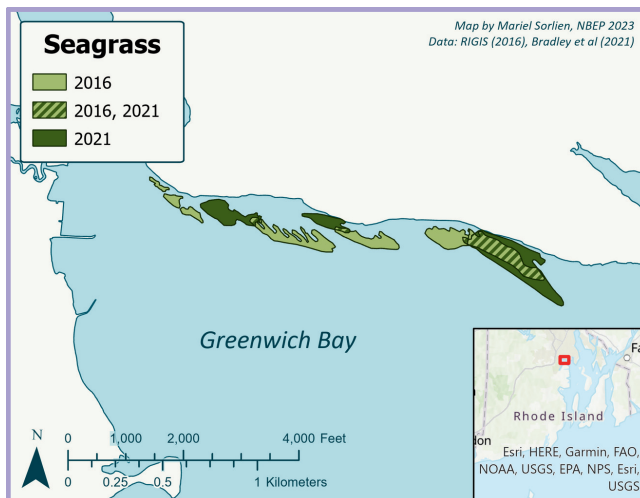 Map by Mariel Sorlien, NBEP 2023
Data: RIGIS (2016), Bradley et al (2021)
Seagrass
2016
2016, 2021
2021
Greenwich Bay
N
0 1,000 2,000 4,000 Feet
0 0.25 0.5 1 Kilometers
Fa
Rhode Island
don
Esri, HERE, Garmin, FAO,
NOAA, USGS, EPA, NPS, Esri,
USGS